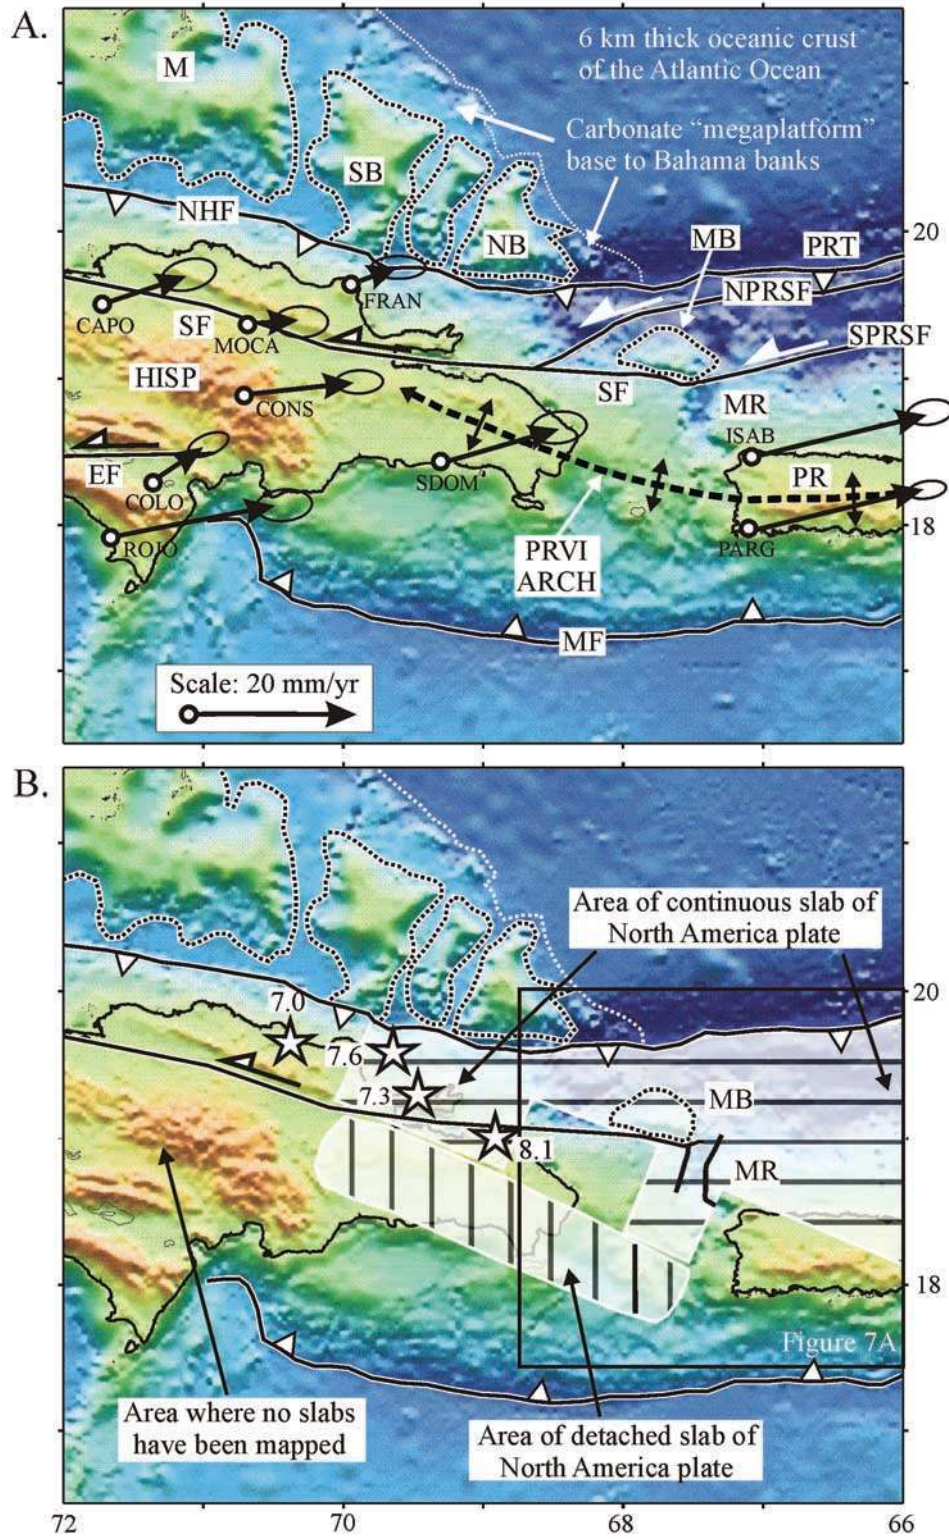 A.
M
6 km thick oceanic crust
of the Atlantic Ocean
Carbonate "megaplatform"
base to Bahama banks
SB
NHF
NB
MB
20
PRT
NPRSF
FRAN
CAPO
SF
MOCA
SPRSF
HISP
CONS
SF
MR
ISAB
EF
COLO
SDOM
PR
ROJO
18
PARG
PRVI
ARCH
MF
Scale: 20 mm/yr
B.
Area of continuous slab of
North America plate
20
7.0
7.6
7.3
MB
8.1
MR
18
Figure 7A
Area where no slabs
have been mapped
Area of detached slab of
North America plate
72
70
68
66